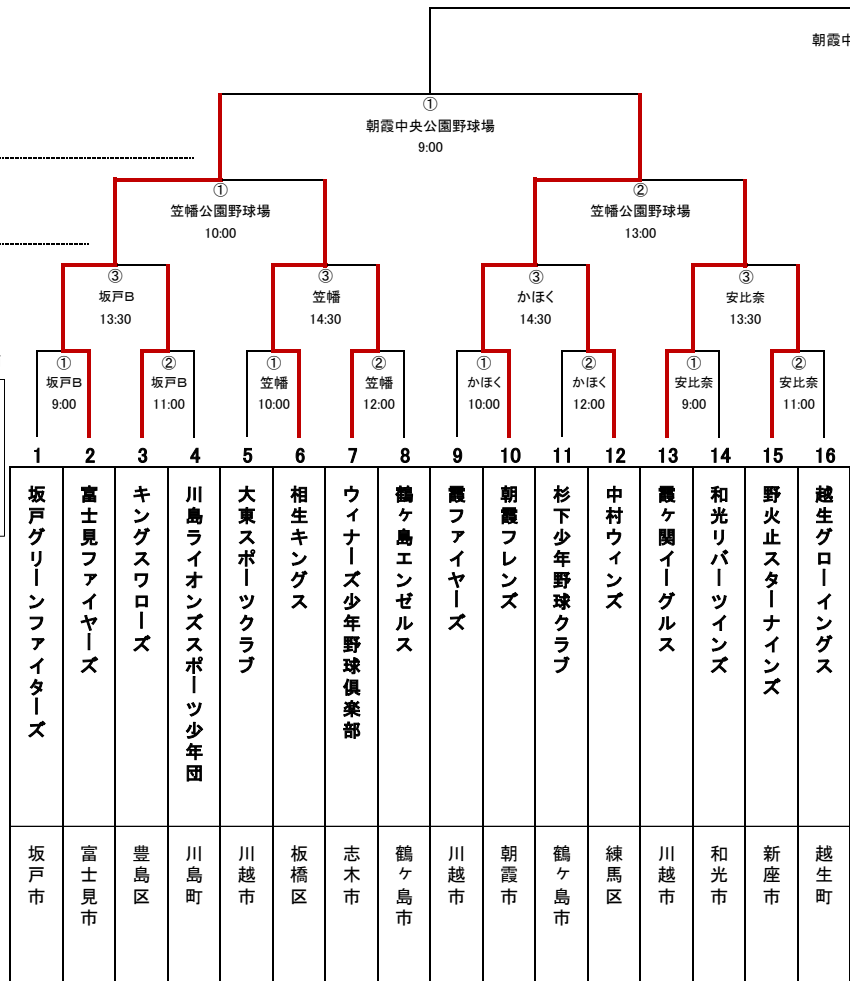 朝霞中
①
朝霞中央公園野球場
9:00
①
笠幡公園野球場
10:00
②
笠幡公園野球場
13:00
③
坂戸B
13:30
③
笠幡
14:30
③
かほく
14:30
③
安比奈
13:30
①
坂戸B
9:00
②
坂戸B
11:00
①
笠幡
10:00
②
笠幡
12:00
①
かほく
10:00
②
かほく
12:00
①
安比奈
9:00
②
安比奈
11:00
1 2 3 4 5 6 7 8 9 10 11 12 13 14 15 16
坂戸グリーンファイターズ
富士見ファイヤーズ
キングスワローズ
川島ライオンズスポーツ少年団
大東スポーツクラブ
相生キングス
ウィナーズ少年野球倶楽部
鶴ヶ島エンゼルス
霞ファイヤーズ
朝霞フレンズ
杉下少年野球クラブ
中村ウィンズ
霞ヶ関イーグルス
和光リバーツインズ
野火止スターナインズ
越生グローイングス
坂戸市
富士見市
豊島区
川島町
川越市
板橋区
志木市
鶴ヶ島市
川越市
朝霞市
鶴ヶ島市
練馬区
川越市
和光市
新座市
越生町